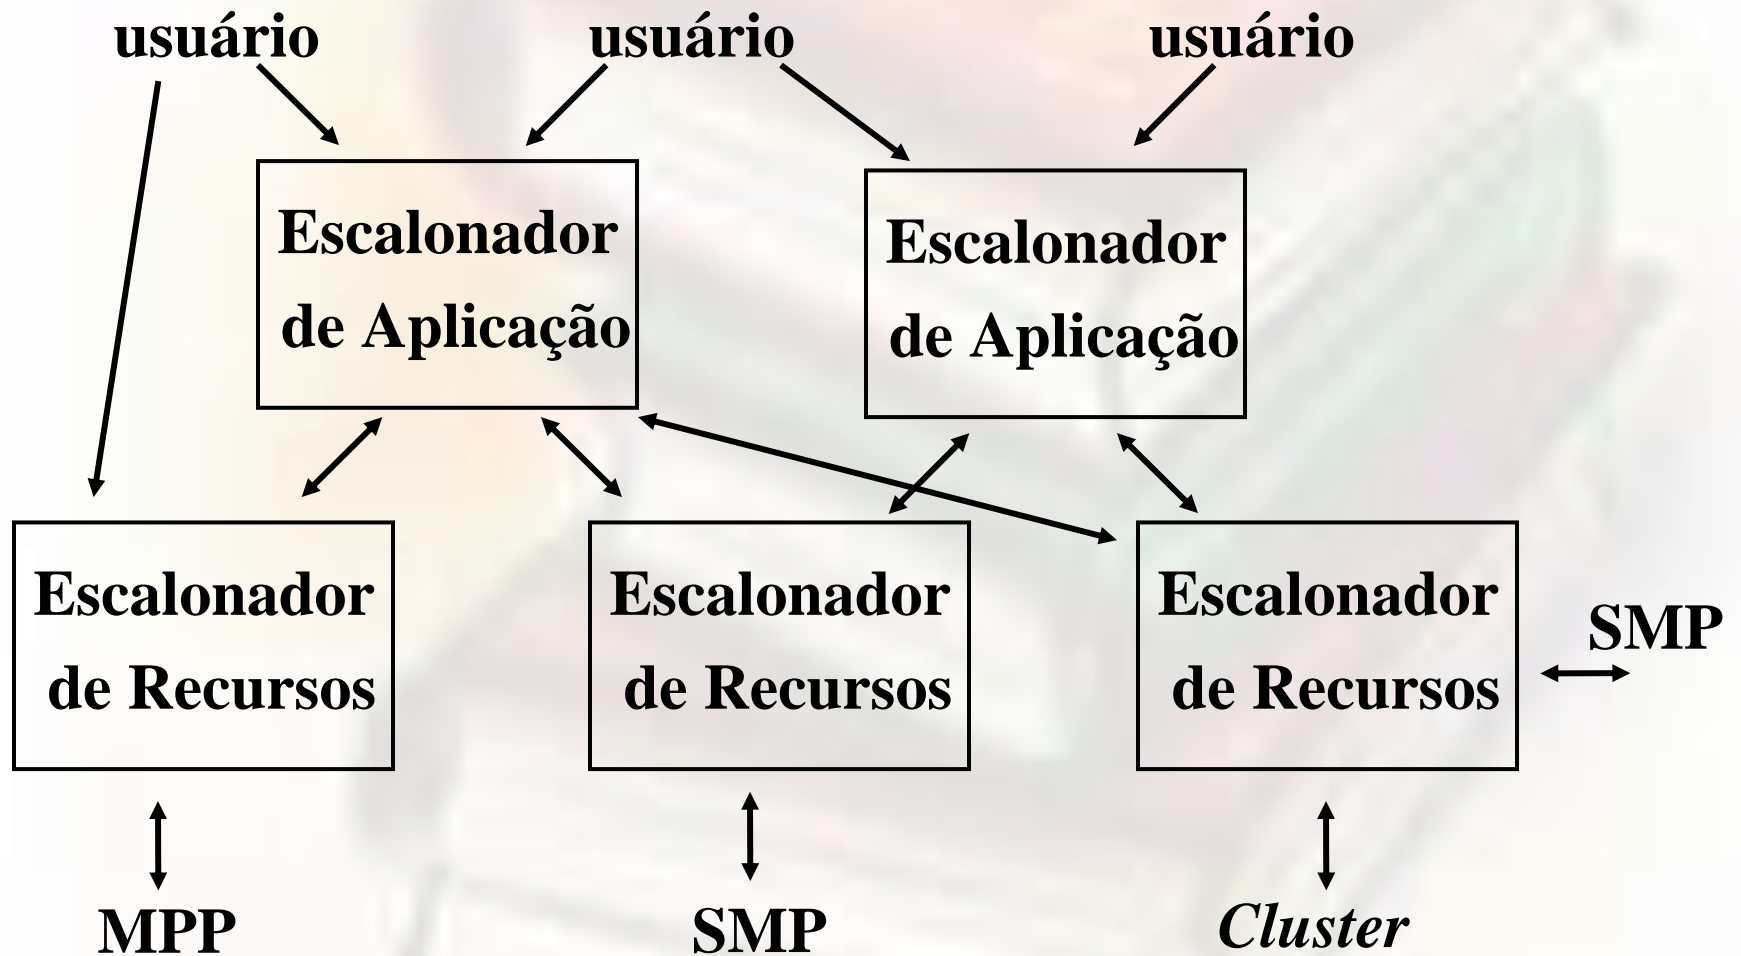 usuário
usuário
usuário
Escalonador
de Aplicação
Escalonador
de Aplicação
Escalonador
de Recursos
Escalonador
de Recursos
Escalonador
de Recursos
SMP
MPP
SMP
Cluster